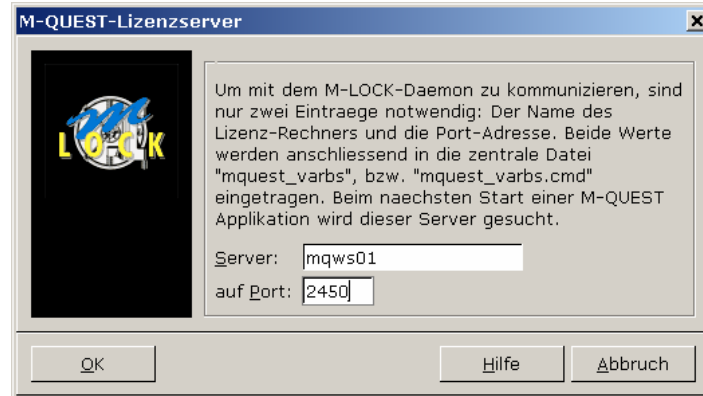 M-QUEST-Lizenzserver
m
LOCK
Um mit dem M-LOCK-Daemon zu kommunizieren, sind
nur zwei Eintraege notwendig: Der Name des
Lizenz-Rechners und die Port-Adresse. Beide Werte
werden anschliessend in die zentrale Datei
"mquest_varbs", bzw. "mquest_varbs.cmd"
eingetragen. Beim naechsten Start einer M-QUEST
Applikation wird dieser Server gesucht.
Server: mqws01
auf Port: 2450
OK Hilfe Abbruch